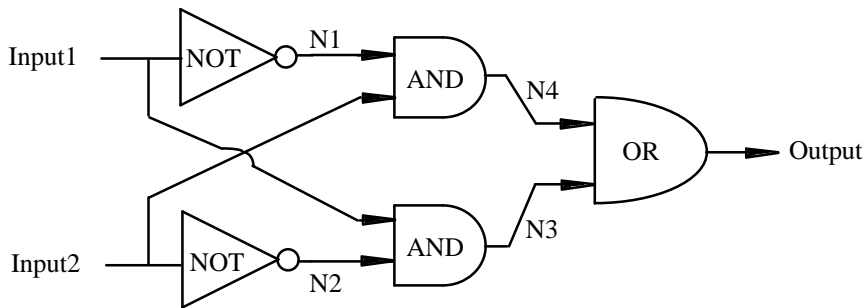 Input1
NOT
N1
AND
N4
OR
Output
Input2
NOT
N2
AND
N3